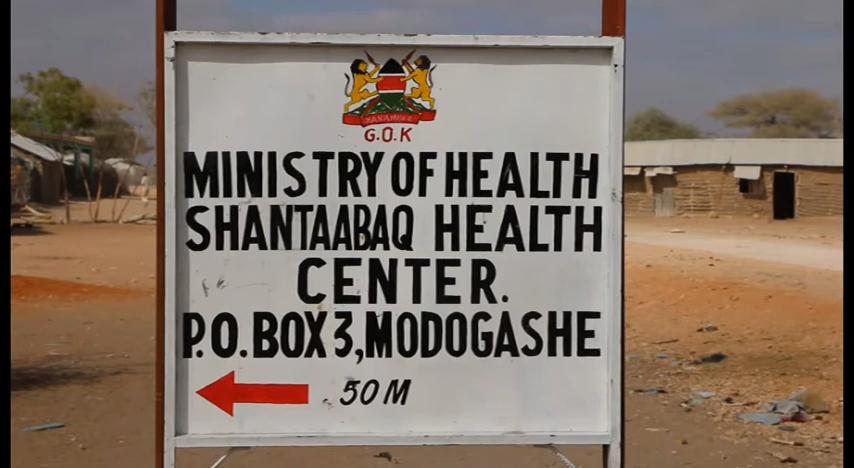 HARAMBEE
G.O.K
MINISTRY OF HEALTH
SHANTAABAQ HEALTH
CENTER.
P.O. BOX 3, MODOGASHE
50 M